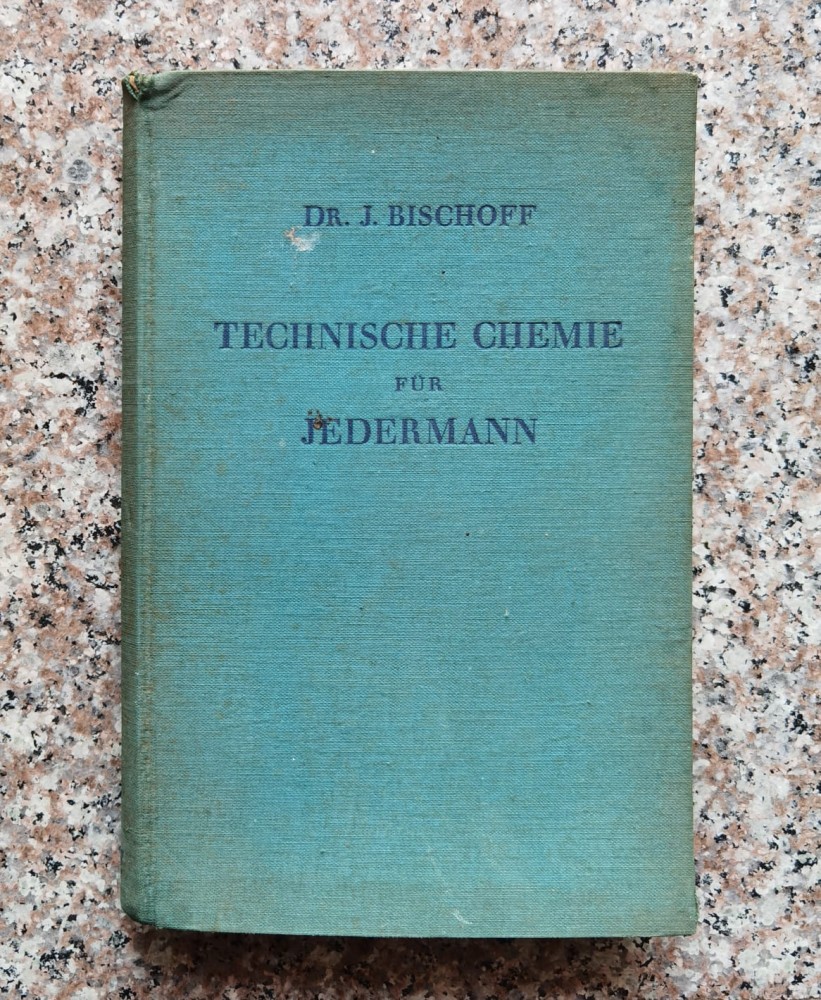 DR. J. BISCHOFF
TECHNISCHE CHEMIE
FÜR
JEDERMANN